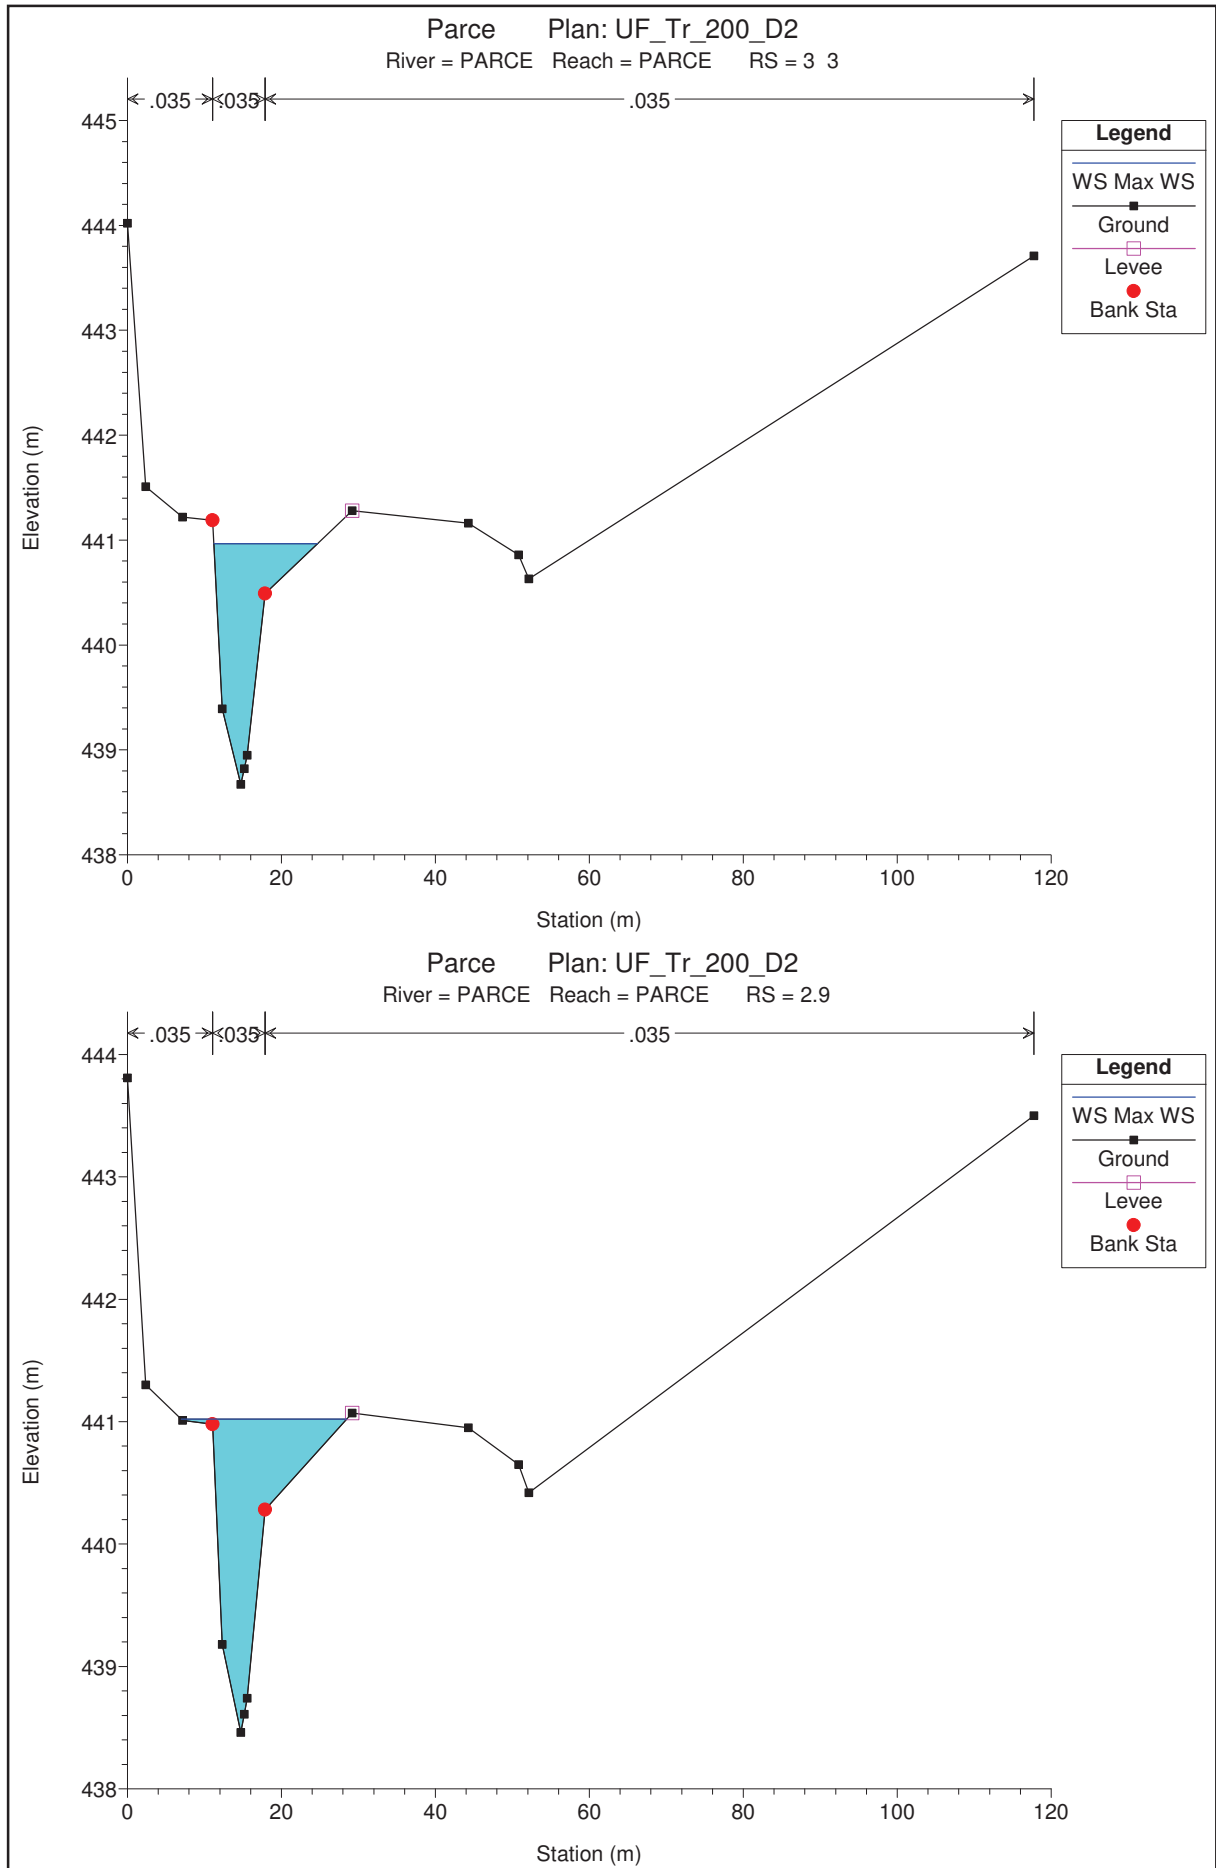 Parce Plan: UF_Tr_200_D2
River = PARCE Reach = PARCE RS = 3 3
.035 .035 .035
Legend
WS Max WS
Ground
Levee
Bank Sta
445
444
443
442
441
440
439
438
Elevation (m)
0 20 40 60 80 100 120
Station (m)
Parce Plan: UF_Tr_200_D2
River = PARCE Reach = PARCE RS = 2.9
.035 .035 .035
Legend
WS Max WS
Ground
Levee
Bank Sta
444
443
442
441
440
439
438
Elevation (m)
0 20 40 60 80 100 120
Station (m)